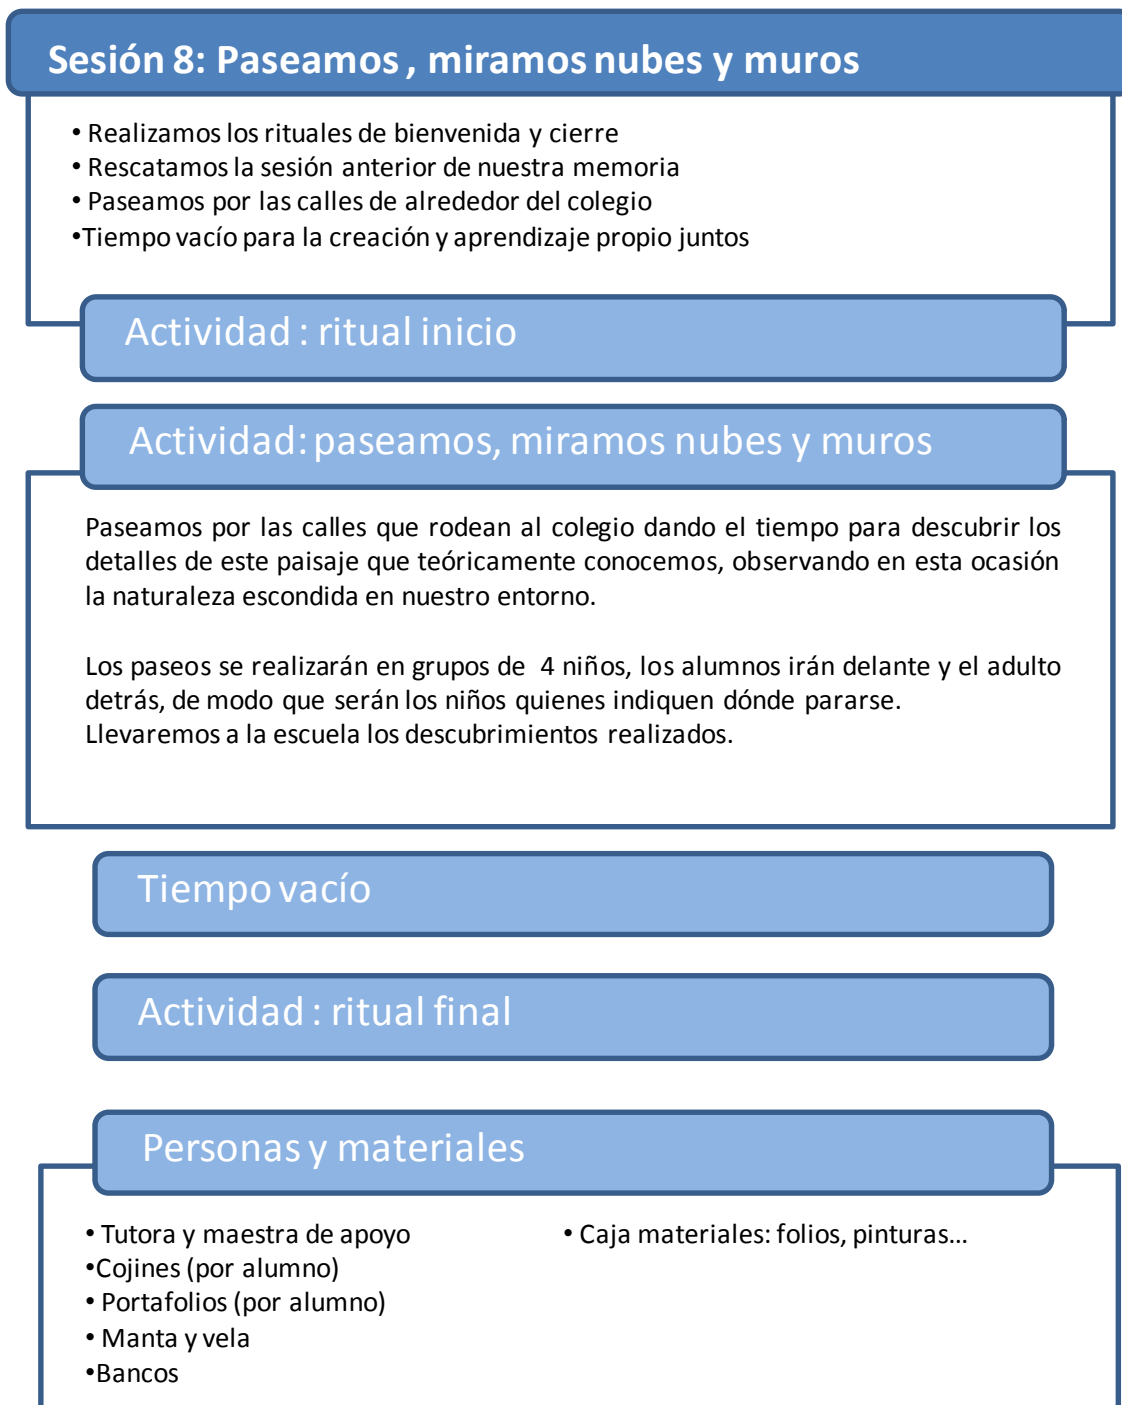 Sesión 8: Paseamos , miramos nubes y muros
• Realizamos los rituales de bienvenida y cierre
• Rescatamos la sesión anterior de nuestra memoria
• Paseamos por las calles de alrededor del colegio
•Tiempo vacío para la creación y aprendizaje propio juntos
Actividad : ritual inicio
Actividad: paseamos, miramos nubes y muros
Paseamos por las calles que rodean al colegio dando el tiempo para descubrir los
detalles de este paisaje que teóricamente conocemos, observando en esta ocasión
la naturaleza escondida en nuestro entorno.
Los paseos se realizarán en grupos de 4 niños, los alumnos irán delante y el adulto
detrás, de modo que serán los niños quienes indiquen dónde pararse.
Llevaremos a la escuela los descubrimientos realizados.
Tiempo vacío
Actividad : ritual final
Personas y materiales
• Tutora y maestra de apoyo
•Cojines (por alumno)
• Portafolios (por alumno)
• Manta y vela
•Bancos
• Caja materiales: folios, pinturas...